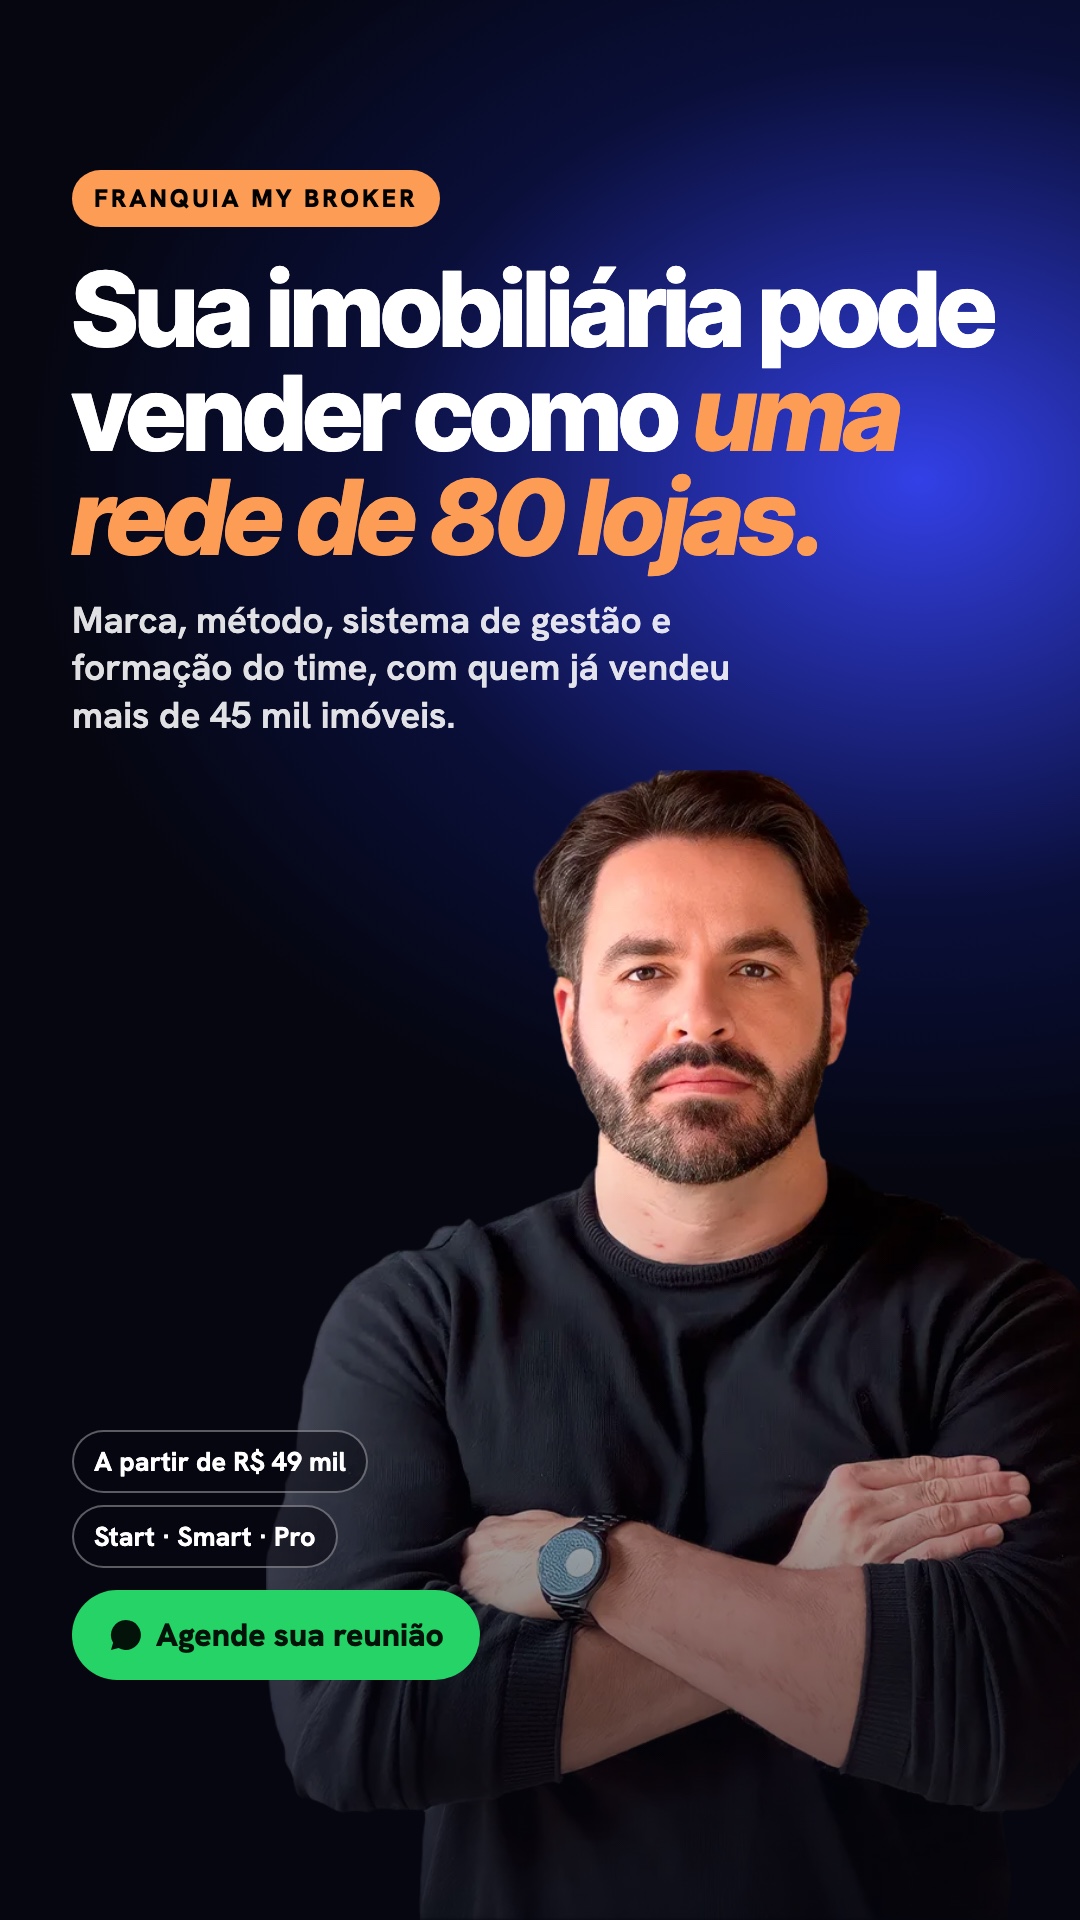 FRANQUIA MY BROKER
Sua imobiliária pode
vender como uma
rede de 80 lojas.
Marca, método, sistema de gestão e
formação do time, com quem já vendeu
mais de 45 mil imóveis.
A partir de R$ 49 mil
Start · Smart · Pro
Agende sua reunião